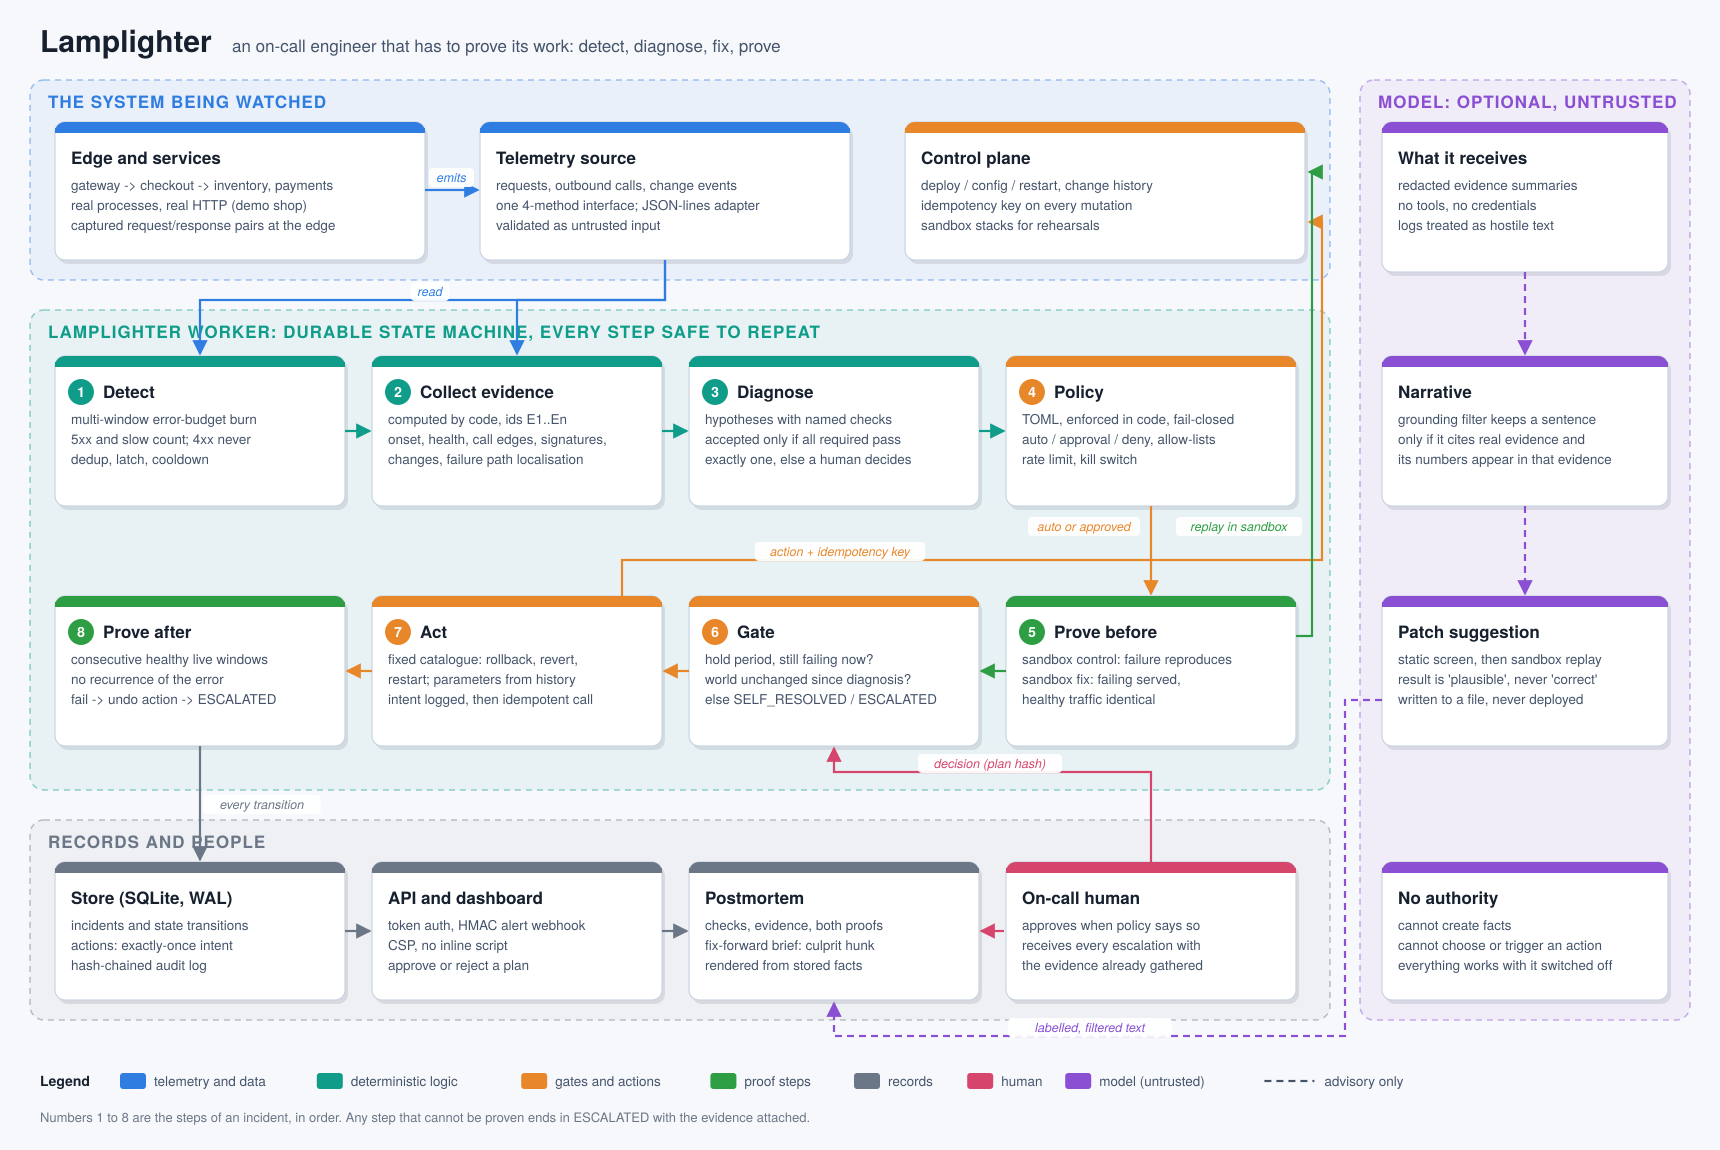 Lamplighter an on-call engineer that has to prove its work: detect, diagnose, fix, prove
THE SYSTEM BEING WATCHED
Edge and services
gateway -> checkout -> inventory, payments
real processes, real HTTP (demo shop)
captured request/response pairs at the edge
emits
Telemetry source
requests, outbound calls, change events
one 4-method interface; JSON-lines adapter
validated as untrusted input
Control plane
deploy / config / restart, change history
idempotency key on every mutation
sandbox stacks for rehearsals
read
LAMPLIGHTER WORKER: DURABLE STATE MACHINE, EVERY STEP SAFE TO REPEAT
1 Detect
multi-window error-budget burn
5xx and slow count; 4xx never
dedup, latch, cooldown
2 Collect evidence
computed by code, ids E1..En
onset, health, call edges, signatures,
changes, failure path localisation
3 Diagnose
hypotheses with named checks
accepted only if all required pass
exactly one, else a human decides
4 Policy
TOML, enforced in code, fail-closed
auto / approval / deny, allow-lists
rate limit, kill switch
auto or approved
replay in sandbox
action + idempotency key
8 Prove after
consecutive healthy live windows
no recurrence of the error
fail -> undo action -> ESCALATED
7 Act
fixed catalogue: rollback, revert,
restart; parameters from history
intent logged, then idempotent call
6 Gate
hold period, still failing now?
world unchanged since diagnosis?
else SELF_RESOLVED / ESCALATED
5 Prove before
sandbox control: failure reproduces
sandbox fix: failing served,
healthy traffic identical
decision (plan hash)
every transition
RECORDS AND PEOPLE
Store (SQLite, WAL)
incidents and state transitions
actions: exactly-once intent
hash-chained audit log
API and dashboard
token auth, HMAC alert webhook
CSP, no inline script
approve or reject a plan
Postmortem
checks, evidence, both proofs
fix-forward brief: culprit hunk
rendered from stored facts
On-call human
approves when policy says so
receives every escalation with
the evidence already gathered
labelled, filtered text
MODEL: OPTIONAL, UNTRUSTED
What it receives
redacted evidence summaries
no tools, no credentials
logs treated as hostile text
Narrative
grounding filter keeps a sentence
only if it cites real evidence and
its numbers appear in that evidence
Patch suggestion
static screen, then sandbox replay
result is 'plausible', never 'correct'
written to a file, never deployed
No authority
cannot create facts
cannot choose or trigger an action
everything works with it switched off
Legend telemetry and data deterministic logic gates and actions proof steps records human model (untrusted) advisory only
Numbers 1 to 8 are the steps of an incident, in order. Any step that cannot be proven ends in ESCALATED with the evidence attached.